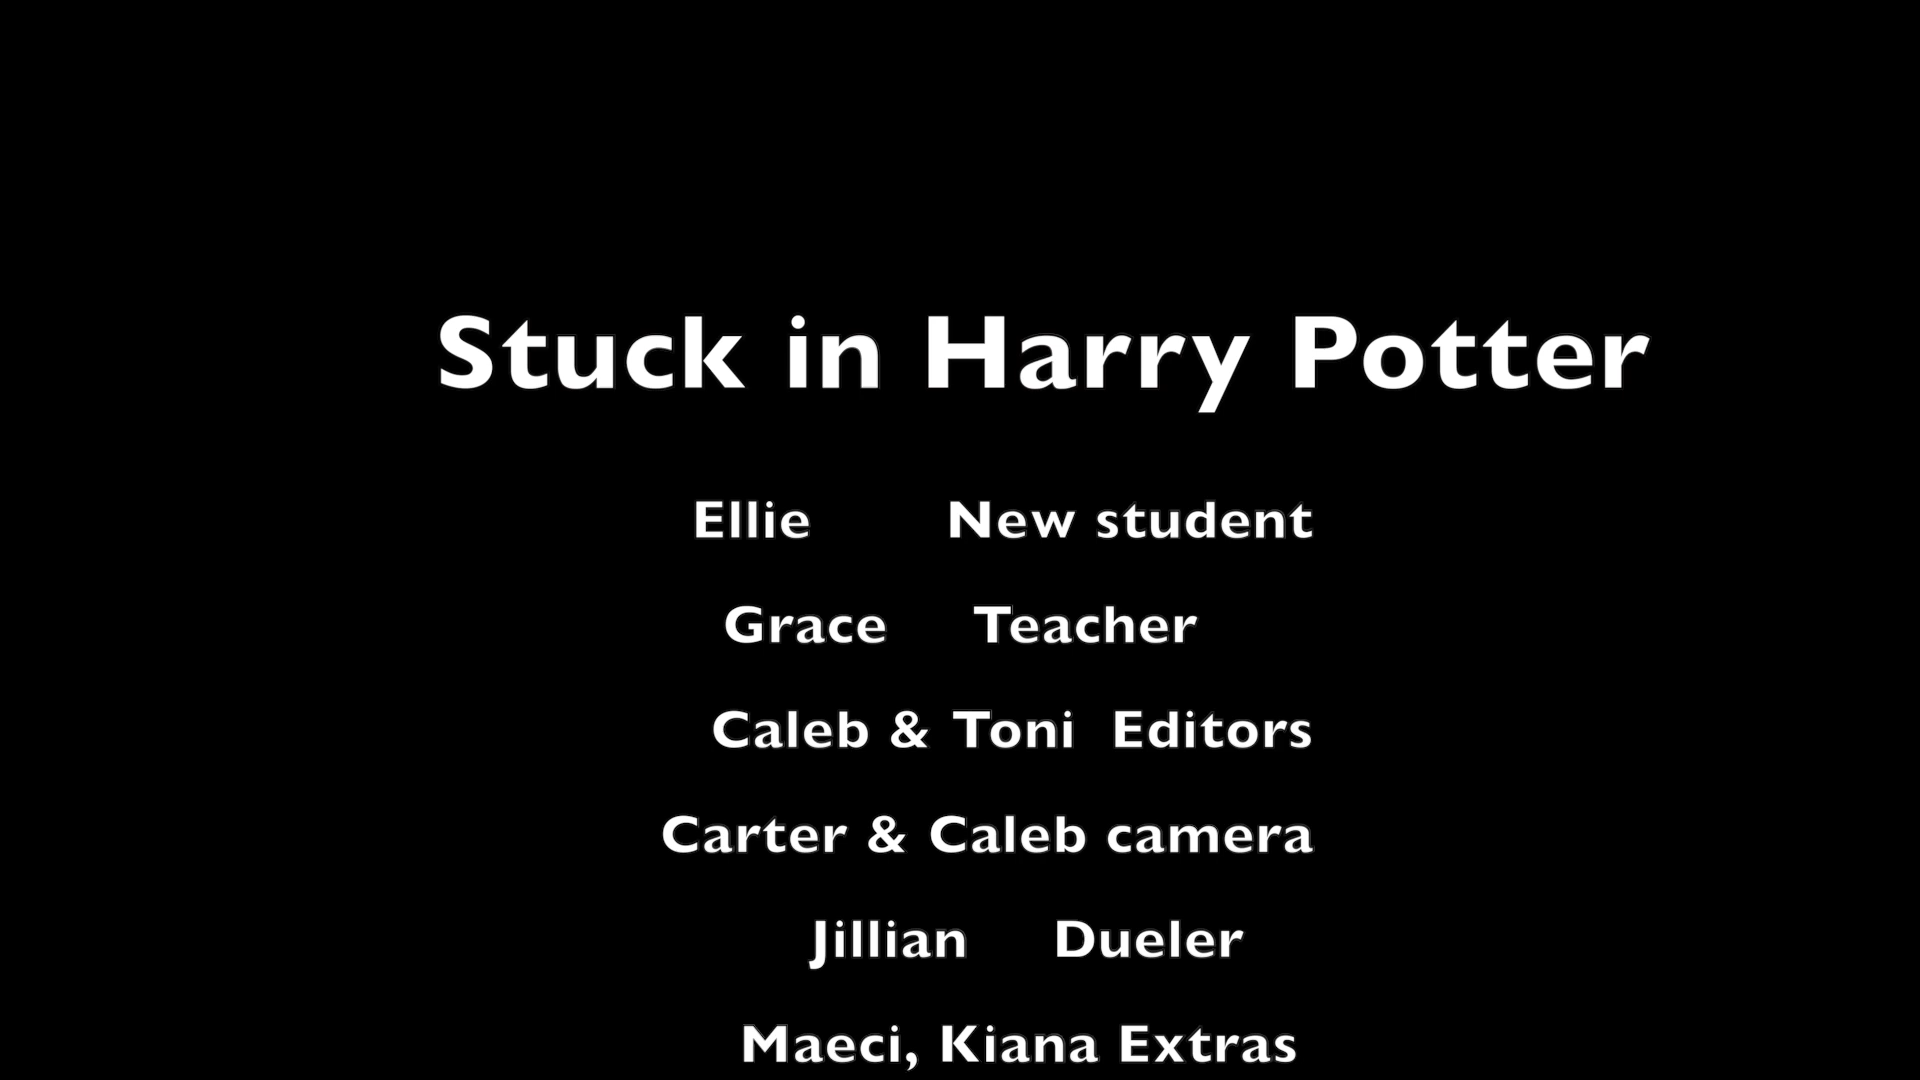 Stuck in Harry Potter
Ellie New student
Grace Teacher
Caleb & Toni Editors
Carter & Caleb camera
Jillian Dueler
Maeci, Kiana Extras